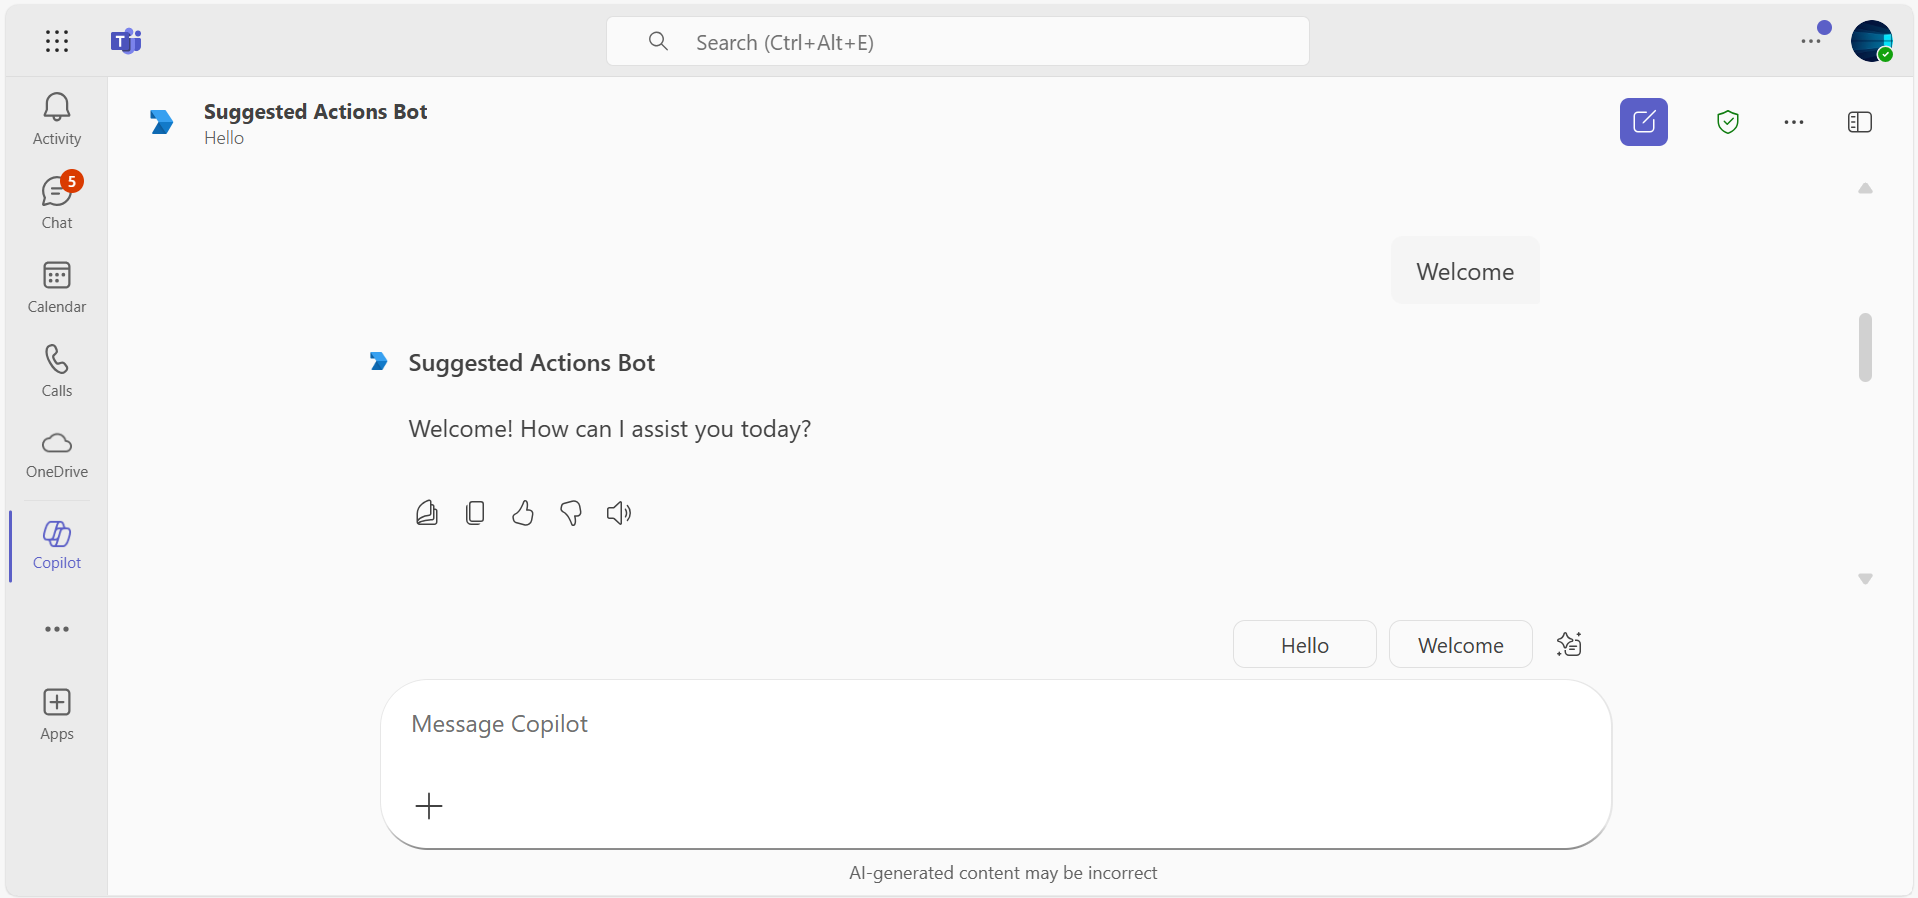 T
Search (Ctrl+Alt+E)
Activity
5
Chat
Calendar
Calls
OneDrive
Copilot
Apps
Suggested Actions Bot
Hello
Welcome
Suggested Actions Bot
Welcome! How can I assist you today?
Hello
Welcome
Message Copilot
AI-generated content may be incorrect